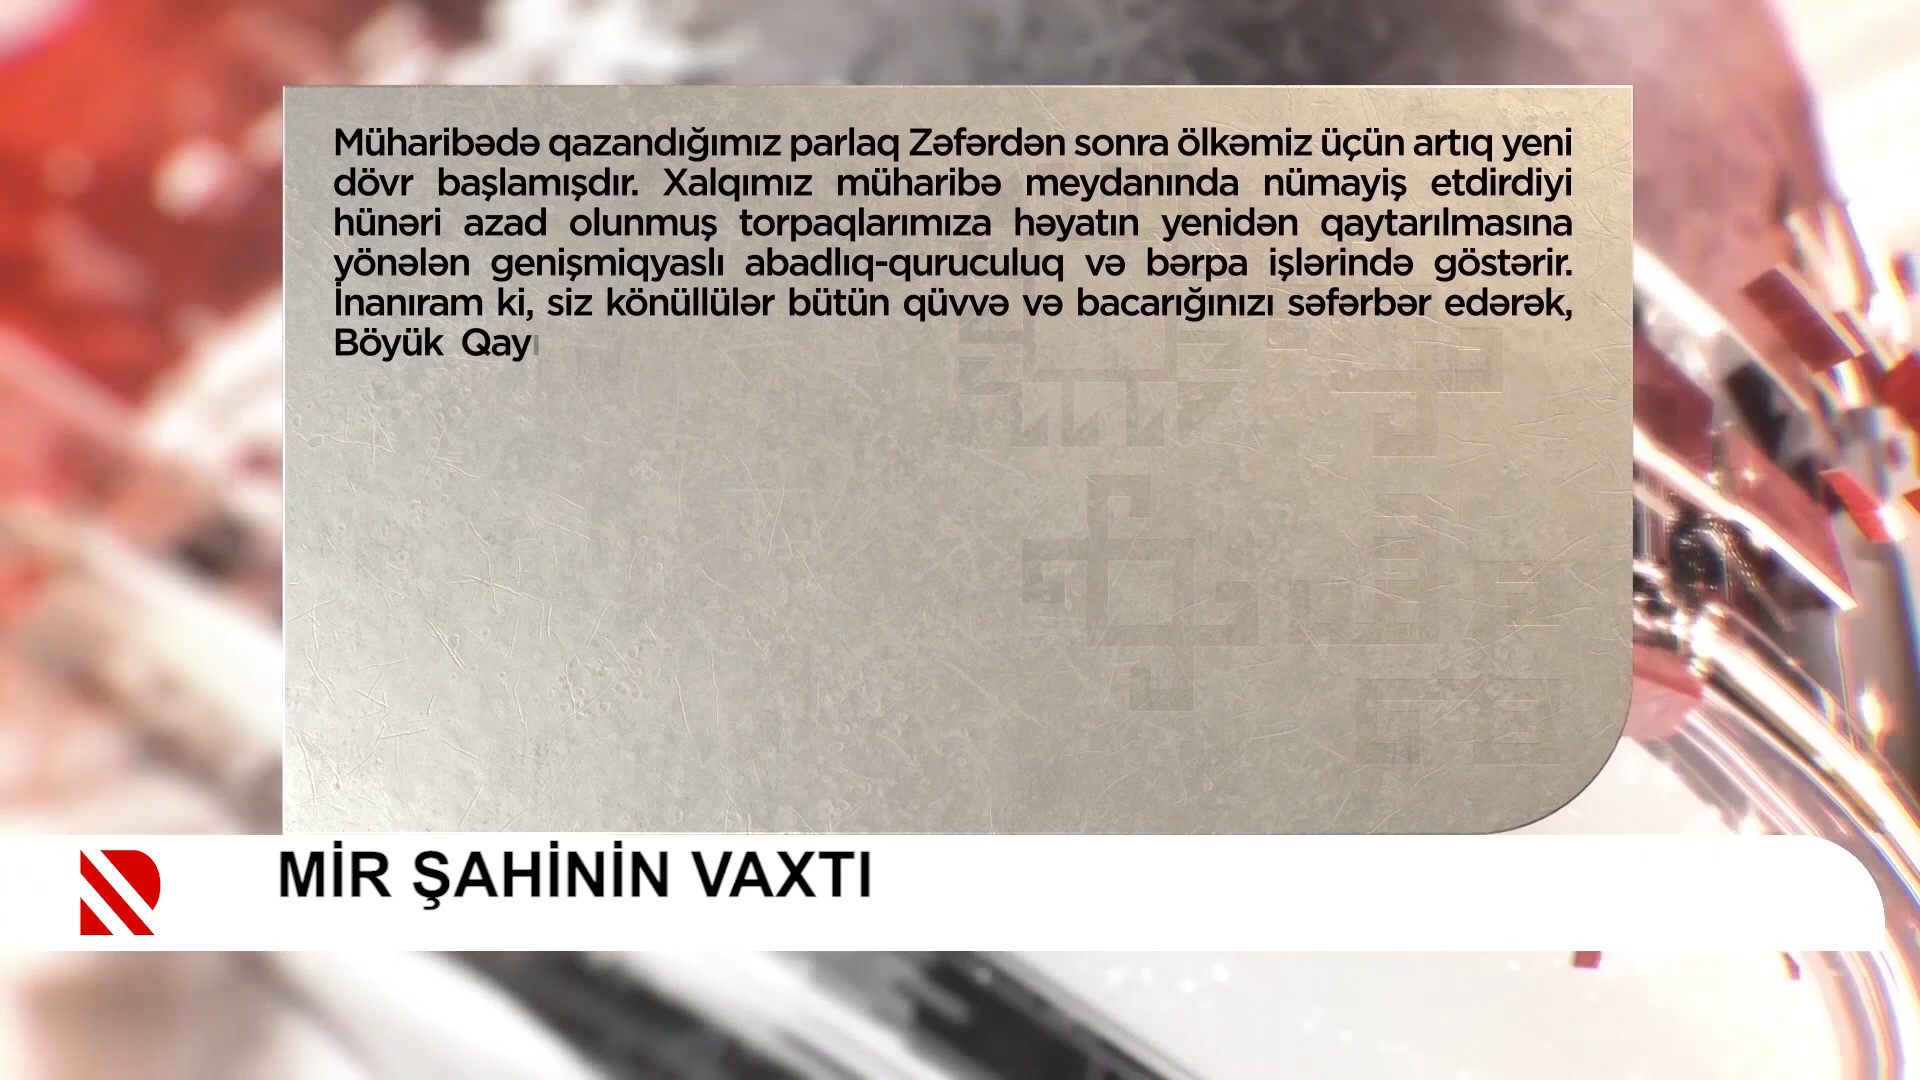 Müharibədə qazandığımız parlaq Zəfərdən sonra ölkəmiz üçün artıq yeni
dövr başlamışdır. Xalqımız müharibə meydanında nümayiş etdirdiyi
hünəri azad olunmuş torpaqlarımıza həyatın yenidən qaytarılmasına
yönələn genişmiqyaslı abadlıq-quruculuq və bərpa işlərində göstərir.
İnanıram ki, siz könüllülər bütün qüvvə və bacarığınızı səfərbər edərək,
Böyük Qayı
MİR ŞAHİNİN VAXTI